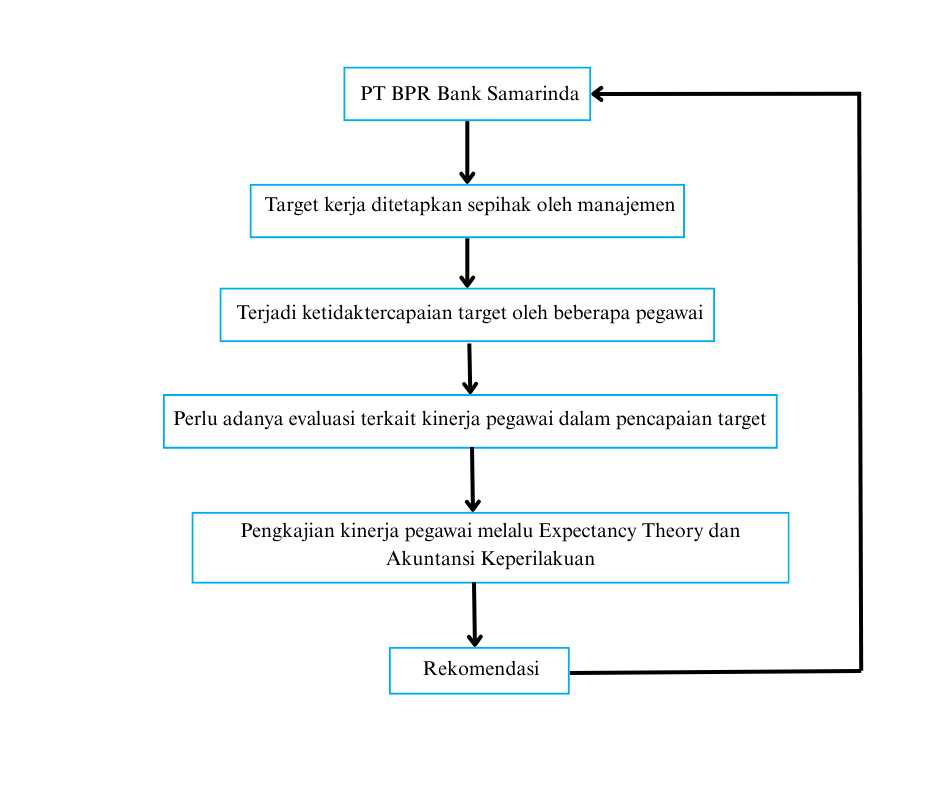 PT BPR Bank Samarinda
Target kerja ditetapkan sepihak oleh manajemen
Terjadi ketidaktercapaian target oleh beberapa pegawai
Perlu adanya evaluasi terkait kinerja pegawai dalam pencapaian target
Pengkajian kinerja pegawai melalu Expectancy Theory dan
Akuntansi Keperilakuan
Rekomendasi